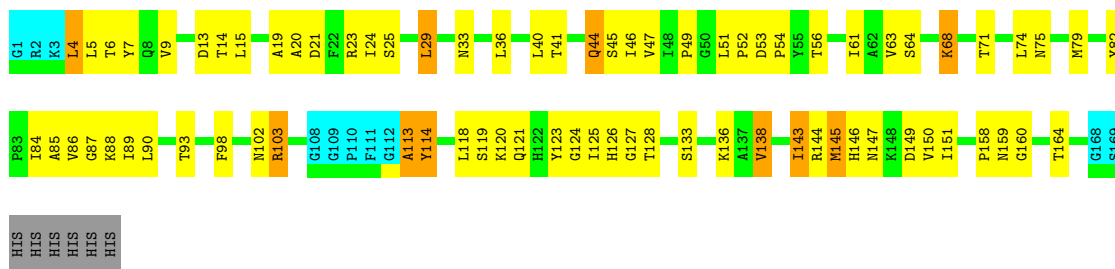 G1 R2 K3 L4 L5 T6 Y7 Q8 V9 D13 T14 L15 A19 A20 D21 F22 R23 I24 S25 L29 N33 L36 L40 T41 Q44 S45 I46 V47 I48 P49 G50 L51 P52 D53 P54 Y55 T56 I61 A62 V63 S64 K68 T71 L74 N75 M79
P83 I84 A85 V86 G87 K88 I89 L90 T93 F98 N102 R103 G108 G109 P110 F111 G112 A113 Y114 L118 S119 K120 Q121 H122 Y123 G124 I125 H126 G127 T128 S133 K136 A137 V138 I143 R144 M145 H146 N147 K148 D149 V150 I151 P158 N159 G160 T164 G168
HIS HIS HIS HIS HIS HIS